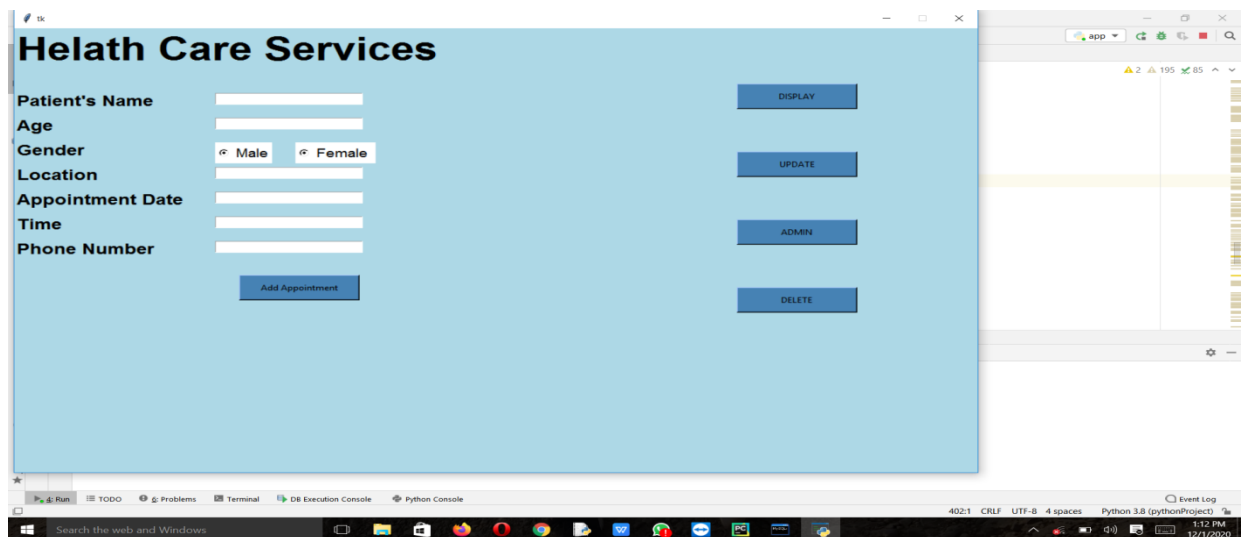 tk
Helath Care Services
app
2 195 85
Patient's Name
DISPLAY
Age
Gender
Male Female
UPDATE
Location
Appointment Date
Time
ADMIN
Phone Number
Add Appointment
DELETE
4: Run TODO 6: Problems Terminal DB Execution Console Python Console Event Log
402:1 CRLF UTF-8 4 spaces Python 3.8 (pythonProject)
Search the web and Windows
1:12 PM
12/1/2020